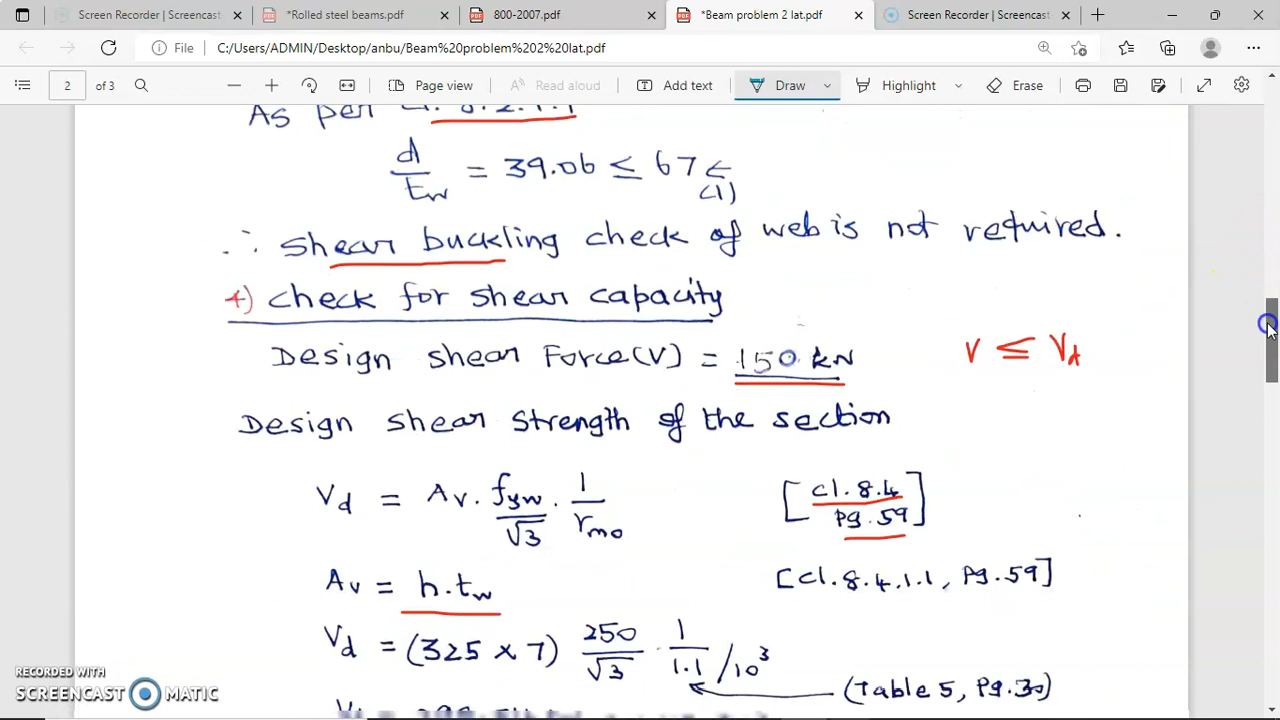 Screen Recorder | Screencast
*Rolled steel beams.pdf
800-2007.pdf
*Beam problem 2 lat.pdf
Screen Recorder | Screencast
File
C:/Users/ADMIN/Desktop/anbu/Beam%20problem%202%20lat.pdf
2 of 3
Page view
Read aloud
Add text
Draw
Highlight
Erase
As per
d/tw = 39.06 ≤ 67 ε
(1)
∴ shear buckling check of web is not required.
4) check for shear capacity
Design shear Force(V) = 150 kN
V ≤ Vd
Design shear strength of the section
Vd = Av. fyw/√3 . 1/γmo
[cl.8.4
Pg.59]
Av = h.tw
[cl.8.4.1.1, Pg.59]
Vd = (325 x 7) 250/√3 . 1/1.1 /10³
(Table 5, Pg.30)
RECORDED WITH
SCREENCAST MATIC